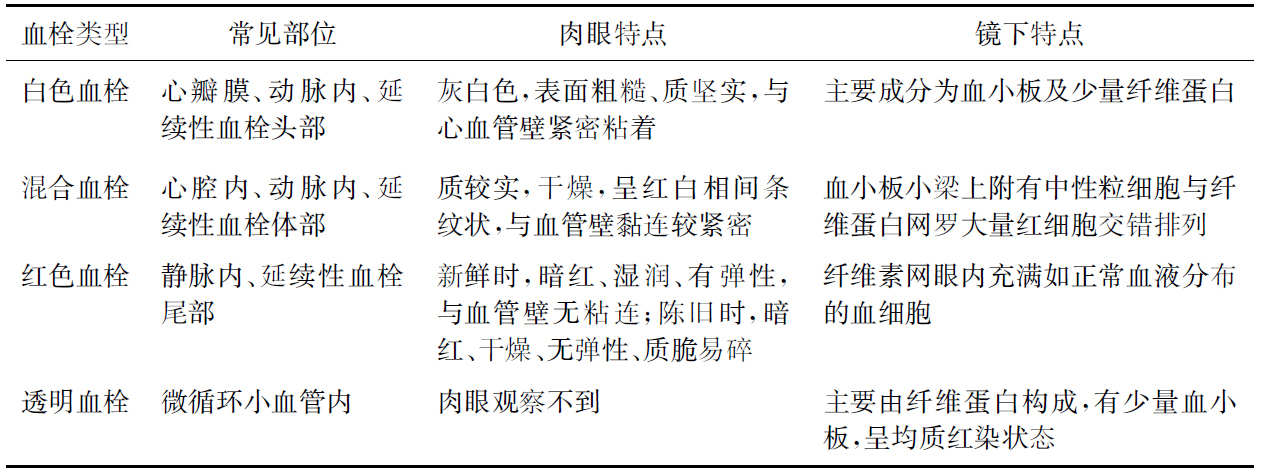 血栓类型 常见部位 肉眼特点 镜下特点
白色血栓 心瓣膜、动脉内、延 灰白色,表面粗糙、质坚实,与 主要成分为血小板及少量纤维蛋白
续性血栓头部 心血管壁紧密粘着
混合血栓 心腔内、动脉内、延 质较实,干燥,呈红白相间条 血小板小梁上附有中性粒细胞与纤
续性血栓体部 纹状,与血管壁黏连较紧密 维蛋白网罗大量红细胞交错排列
红色血栓 静脉内、延续性血栓 新鲜时,暗红、湿润、有弹性, 纤维素网眼内充满如正常血液分布
尾部 与血管壁无粘连;陈旧时,暗 的血细胞
红、干燥、无弹性、质脆易碎
透明血栓 微循环小血管内 肉眼观察不到 主要由纤维蛋白构成,有少量血小
板,呈均质红染状态